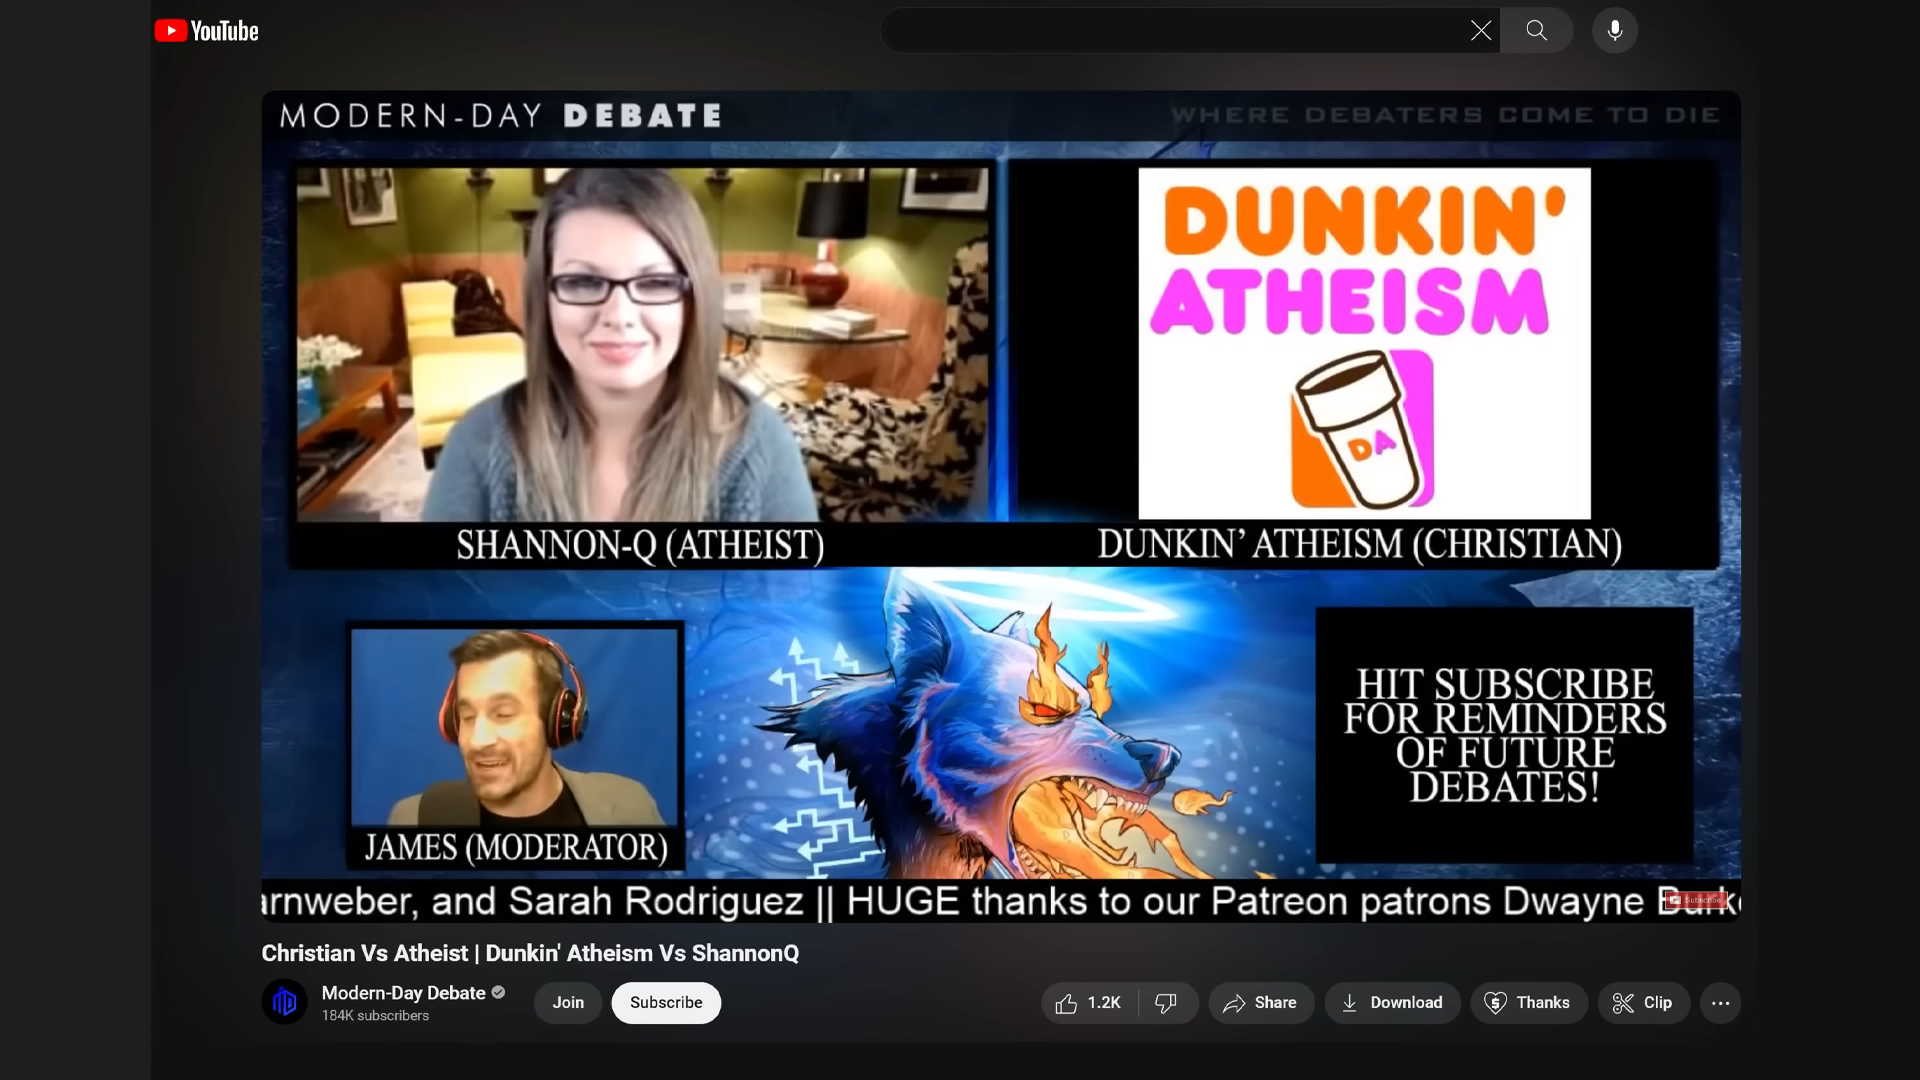 YouTube
MODERN-DAY DEBATE
WHERE DEBATERS COME TO DIE
DUNKIN'
ATHEISM
DA
SHANNON-Q (ATHEIST)
DUNKIN' ATHEISM (CHRISTIAN)
JAMES (MODERATOR)
HIT SUBSCRIBE
FOR REMINDERS
OF FUTURE
DEBATES!
arnweber, and Sarah Rodriguez || HUGE thanks to our Patreon patrons Dwayne
Subscribe
Christian Vs Atheist | Dunkin' Atheism Vs ShannonQ
Modern-Day Debate
184K subscribers
Join
Subscribe
1.2K
Share
Download
Thanks
Clip